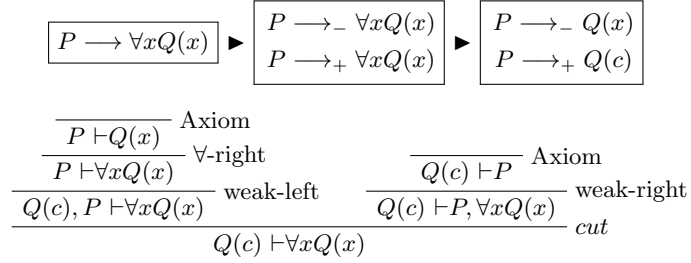 P ⟶ ∀xQ(x) ▶ P ⟶₋ ∀xQ(x) ▶ P ⟶₋ Q(x)
P ⟶₊ ∀xQ(x) P ⟶₊ Q(c)
Axiom
P ⊢Q(x)
∀-right
P ⊢∀xQ(x)
weak-left
Q(c), P ⊢∀xQ(x)
Axiom
Q(c) ⊢P
weak-right
Q(c) ⊢P, ∀xQ(x)
cut
Q(c) ⊢∀xQ(x)